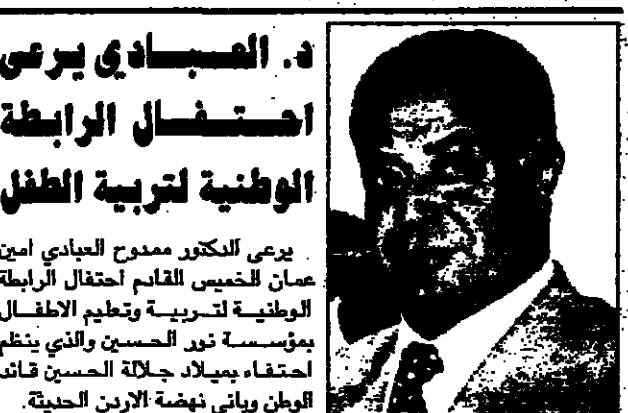 د. العبادي يرعى
احتفال الرابطة
الوطنية لتربية الطفل
يرعى الدكتور ممدوح العبادي امين
عمان الخميس القادم احتفال الرابطة
الوطنية لتربية وتعليم الاطفال
بمؤسسة نور الحسين والذي ينظم
احتفاء بميلاد جلالة الحسين قائد
الوطن وباني نهضة الاردن الحديثة.